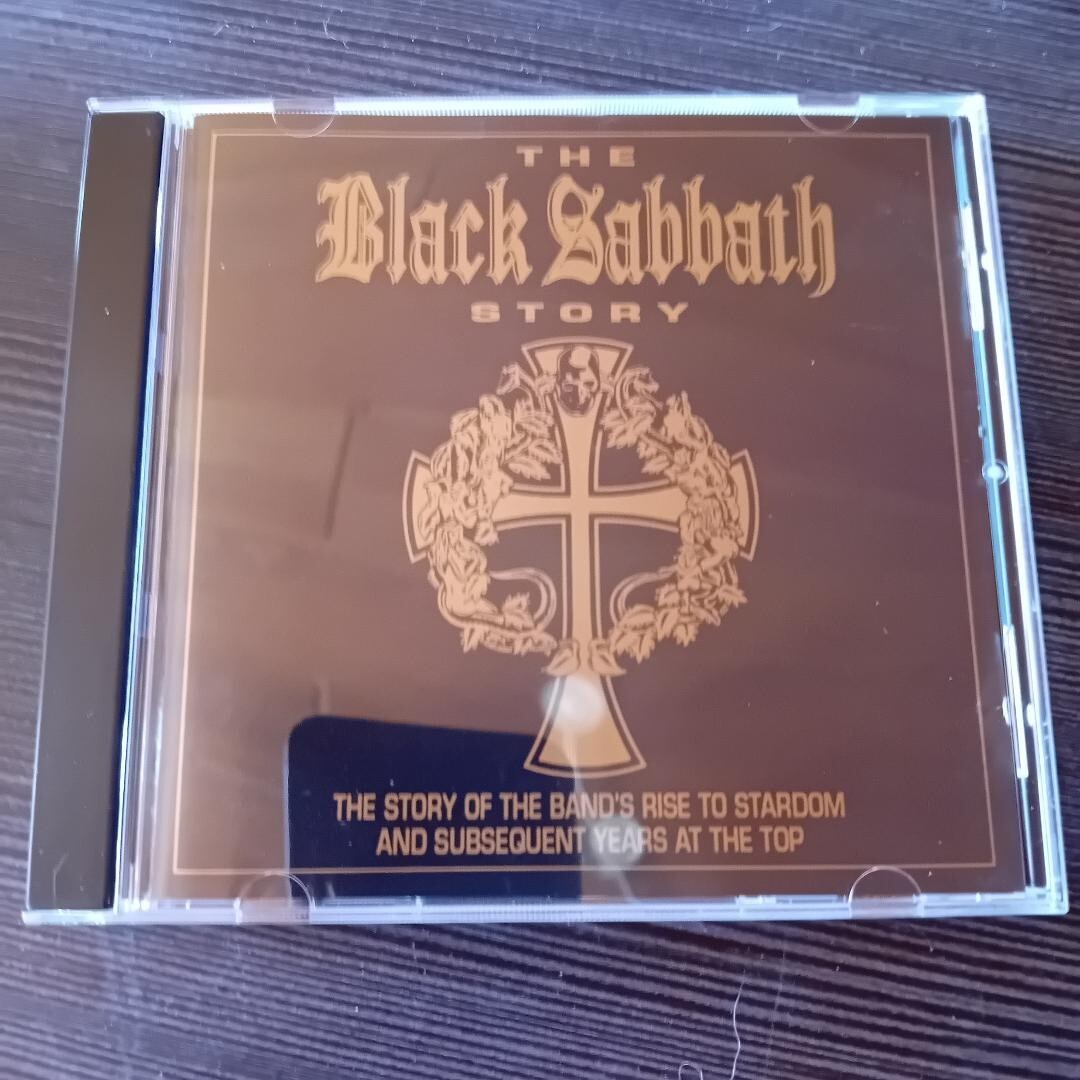 THE
Black Sabbath
STORY
THE STORY OF THE BAND'S RISE TO STARDOM
AND SUBSEQUENT YEARS AT THE TOP